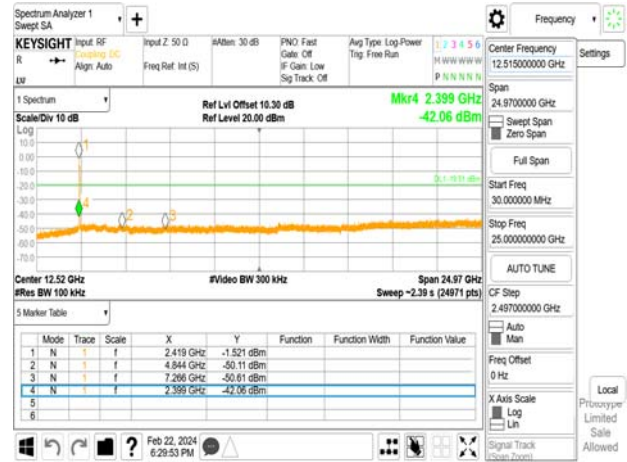 Spectrum Analyzer 1
Swept SA
Frequency
KEYSIGHT
Input: RF
Coupling: DC
Align: Auto
Input Z: 50 Ω
Freq Ref: Int (S)
#Atten: 30 dB
PNO: Fast
Gate: Off
IF Gain: Low
Sig Track: Off
Avg Type: Log-Power
Trig: Free Run
1 2 3 4 5 6
M W W W W W
P N N N N N
R
LV
Settings
Center Frequency
12.515000000 GHz
Span
24.9700000 GHz
Swept Span
Zero Span
Full Span
Start Freq
30.000000 MHz
Stop Freq
25.000000000 GHz
AUTO TUNE
CF Step
2.497000000 GHz
Auto
Man
Freq Offset
0 Hz
X Axis Scale
Log
Lin
Signal Track
(Span Zoom)
Local
Prototype
Limited
Sale
Allowed
1 Spectrum
Scale/Div 10 dB
Log
Ref Lvl Offset 10.30 dB
Ref Level 20.00 dBm
Mkr4 2.399 GHz
-42.06 dBm
10.0
0.00
-10.0
-20.0
-30.0
-40.0
-50.0
-60.0
-70.0
1
4
2
3
Center 12.52 GHz
#Res BW 100 kHz
#Video BW 300 kHz
Span 24.97 GHz
Sweep ~2.39 s (24971 pts)
5 Marker Table
Mode Trace Scale X Y Function Function Width Function Value
1 N 1 f 2.419 GHz -1.521 dBm
2 N 1 f 4.844 GHz -50.11 dBm
3 N 1 f 7.266 GHz -50.61 dBm
4 N 1 f 2.399 GHz -42.06 dBm
5
6
Feb 22, 2024
6:29:53 PM